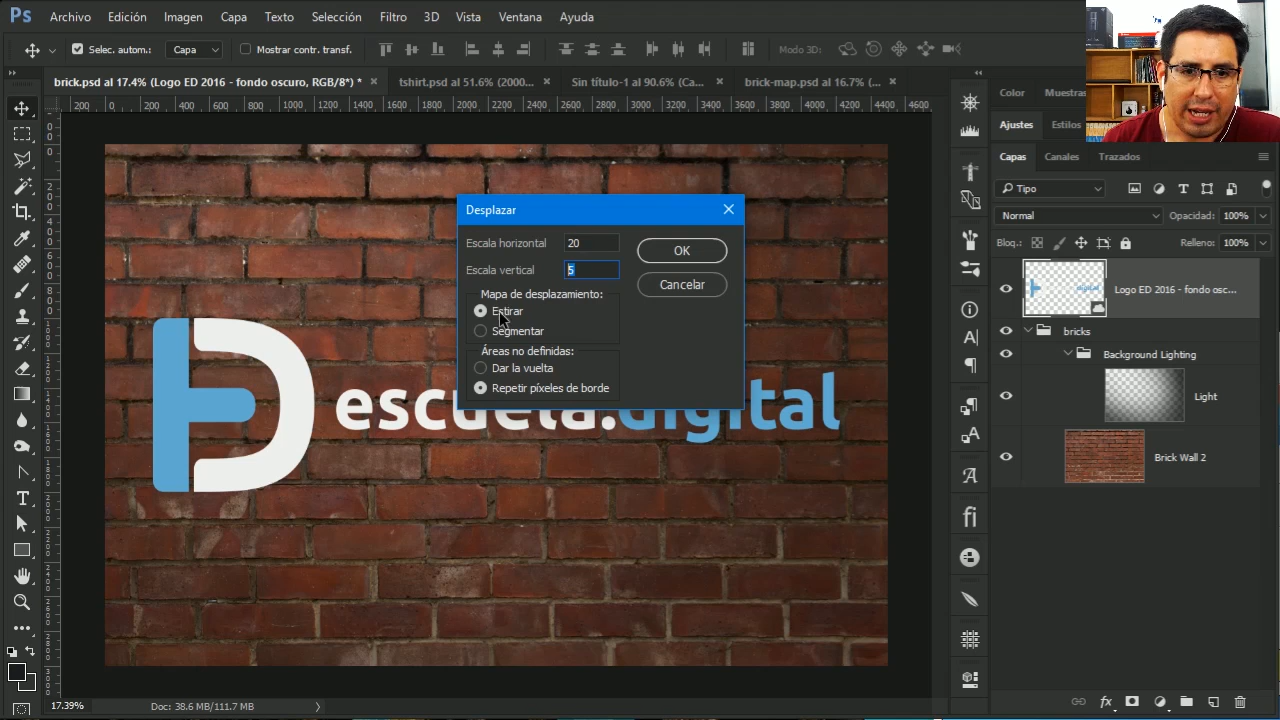 Ps Archivo Edición Imagen Capa Texto Selección Filtro 3D Vista Ventana Ayuda
Selec. autom.: Capa Mostrar contr. transf. Modo 3D:
brick.psd al 17.4% (Logo ED 2016 - fondo oscuro, RGB/8*) * tshirt.psd al 51.6% (2000... Sin título-1 al 90.6% (Ca... brick-map.psd al 16.7% (...
200 0 200 400 600 800 1000 1200 1400 1600 1800 2000 2200 2400 2600 2800 3000 3200 3400 3600 3800 4000 4200 4400 4600
Desplazar
Escala horizontal 20
OK
Escala vertical 5
Cancelar
Mapa de desplazamiento:
Estirar
Segmentar
Áreas no definidas:
Dar la vuelta
Repetir píxeles de borde
escuela.digital
Color Muestras
Ajustes Estilos
Capas Canales Trazados
Tipo
Normal Opacidad: 100%
Bloq.: Relleno: 100%
Logo ED 2016 - fondo osc...
bricks
Background Lighting
Light
Brick Wall 2
17.39% Doc: 38.6 MB/111.7 MB